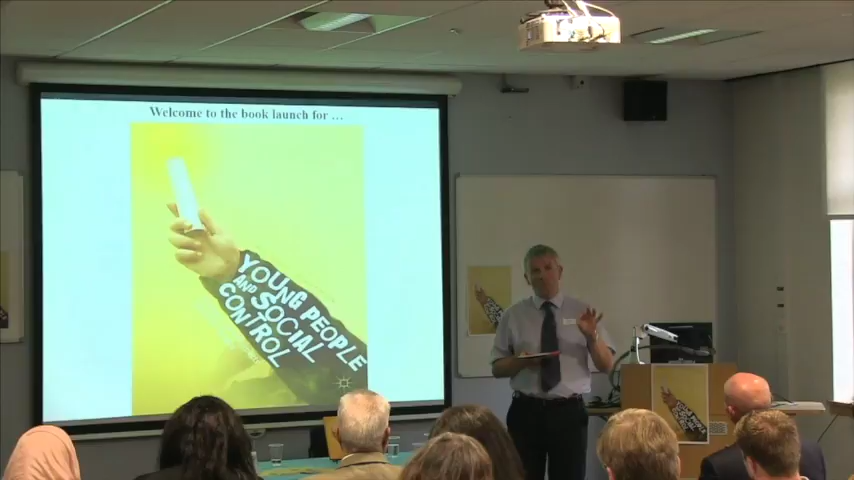 Welcome to the book launch for ...
YOUNG PEOPLE
AND SOCIAL
CONTROL